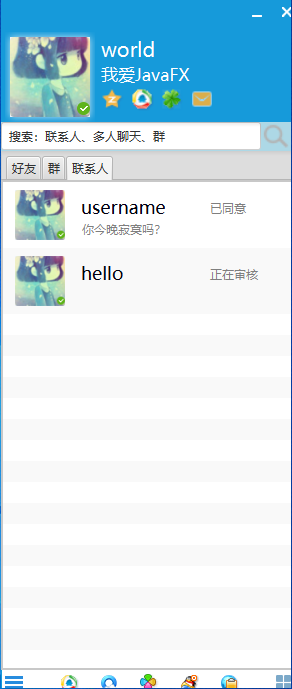 world
我爱JavaFX
搜索：联系人、多人聊天、群
好友 群 联系人
username 已同意
你今晚寂寞吗?
hello 正在审核